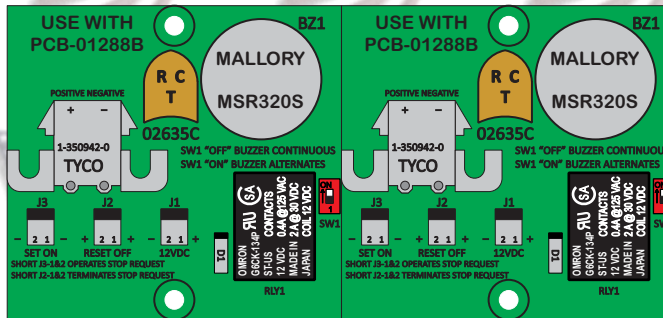 USE WITH
PCB-01288B
BZ1
MALLORY
MSR320S
R C
T
02635C
POSITIVE NEGATIVE
+ −
1-350942-0
TYCO
SW1 "OFF" BUZZER CONTINUOUS
SW1 "ON" BUZZER ALTERNATES
ON
1
SW1
J3
J2
J1
− 2 1 + − 2 1 + − 2 1 +
SET ON
RESET OFF
12VDC
SHORT J3-1&2 OPERATES STOP REQUEST
SHORT J2-1&2 TERMINATES STOP REQUEST
D1
OMRON
G6CK-134P
ST-US
12 VDC
MADE IN
JAPAN
CONTACTS
0.4A @125 VAC
2A @ 30 VDC
COIL 12 VDC
RLY1
USE WITH
PCB-01288B
BZ1
MALLORY
MSR320S
R C
T
02635C
POSITIVE NEGATIVE
+ −
1-350942-0
TYCO
SW1 "OFF" BUZZER CONTINUOU
SW1 "ON" BUZZER ALTERNATES
J3
J2
J1
− 2 1 + − 2 1 + − 2 1 +
SET ON
RESET OFF
12VDC
SHORT J3-1&2 OPERATES STOP REQUEST
SHORT J2-1&2 TERMINATES STOP REQUEST
D1
OMRON
G6CK-134P
ST-US
12 VDC
MADE IN
JAPAN
CONTACTS
0.4A @125 VAC
2A @ 30 VDC
COIL 12 VDC
RLY1